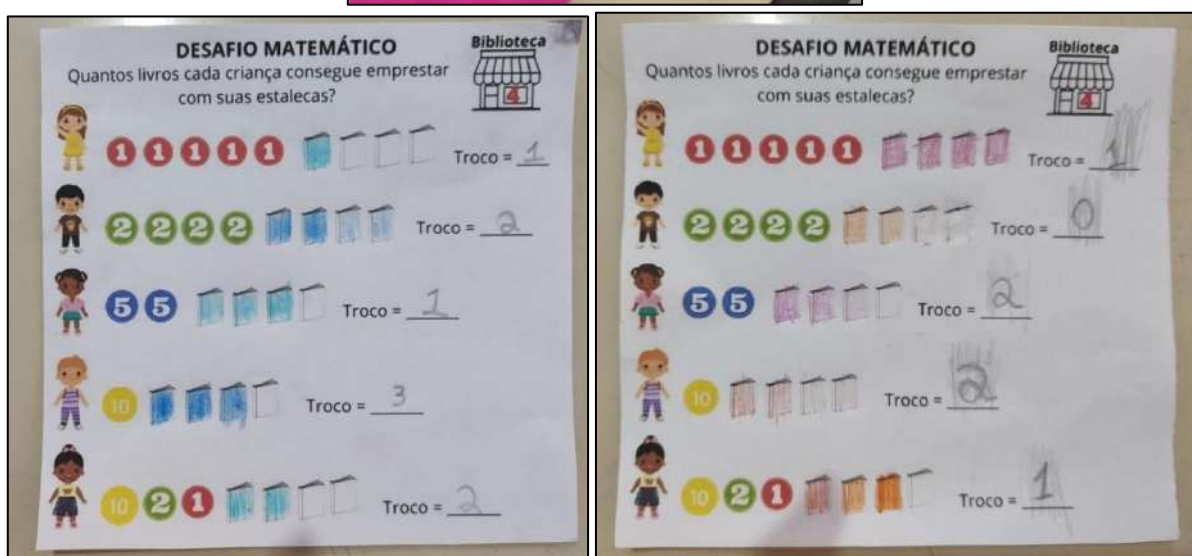 DESAFIO MATEMÁTICO
Biblioteca
Quantos livros cada criança consegue emprestar
com suas estalecas?
4
1 1 1 1 1 Troco = 1
2 2 2 2 Troco = 2
5 5 Troco = 1
10 Troco = 3
10 2 1 Troco = 2
DESAFIO MATEMÁTICO
Biblioteca
Quantos livros cada criança consegue emprestar
com suas estalecas?
4
1 1 1 1 1 Troco = 1
2 2 2 2 Troco = 0
5 5 Troco = 2
10 Troco = 2
10 2 1 Troco = 1